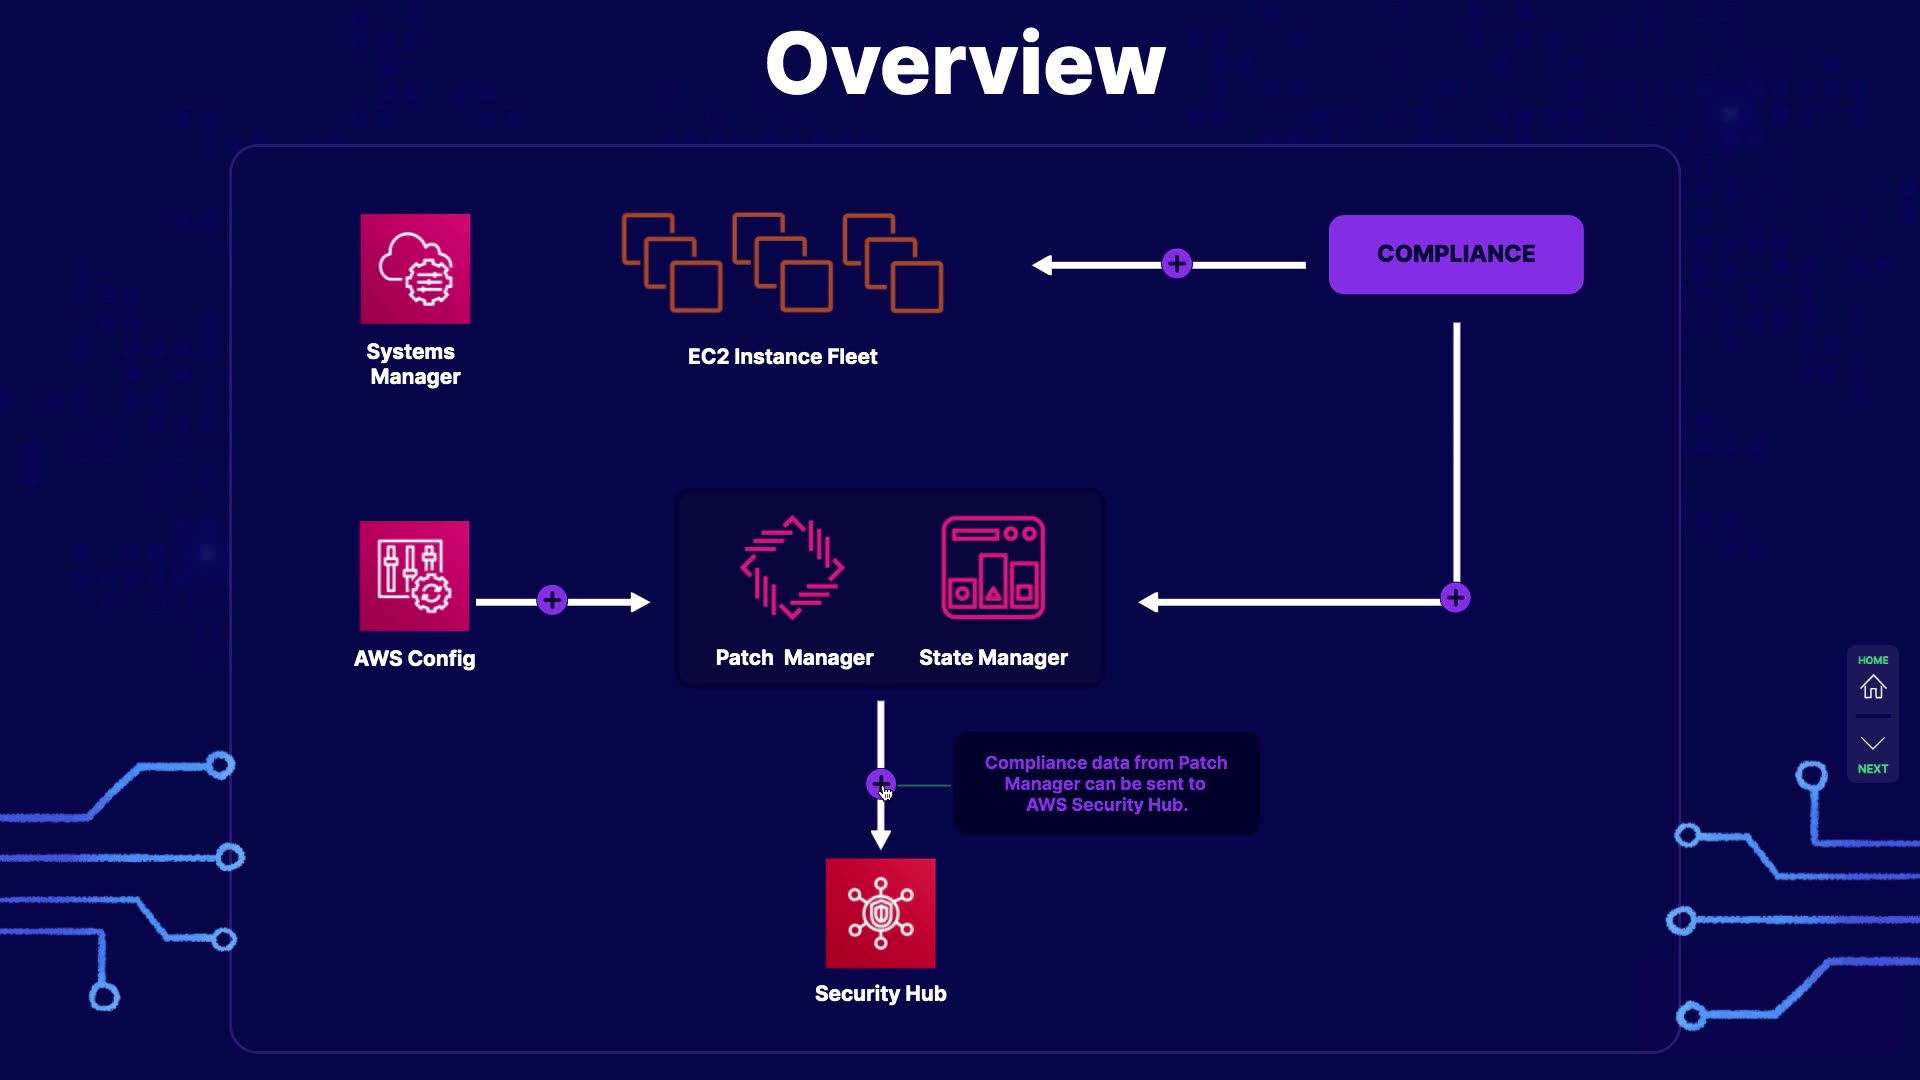 Overview
COMPLIANCE
Systems
Manager
EC2 Instance Fleet
AWS Config
Patch Manager
State Manager
Compliance data from Patch
Manager can be sent to
AWS Security Hub.
Security Hub
HOME
NEXT